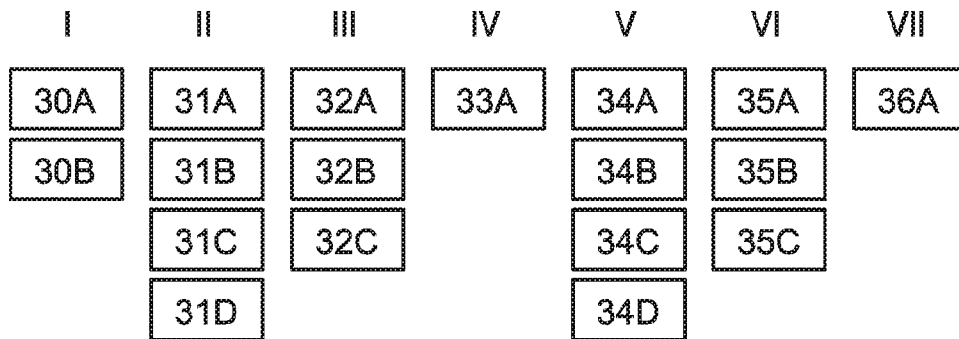 I II III IV V VI VII
30A 31A 32A 33A 34A 35A 36A
30B 31B 32B 34B 35B
31C 32C 34C 35C
31D 34D